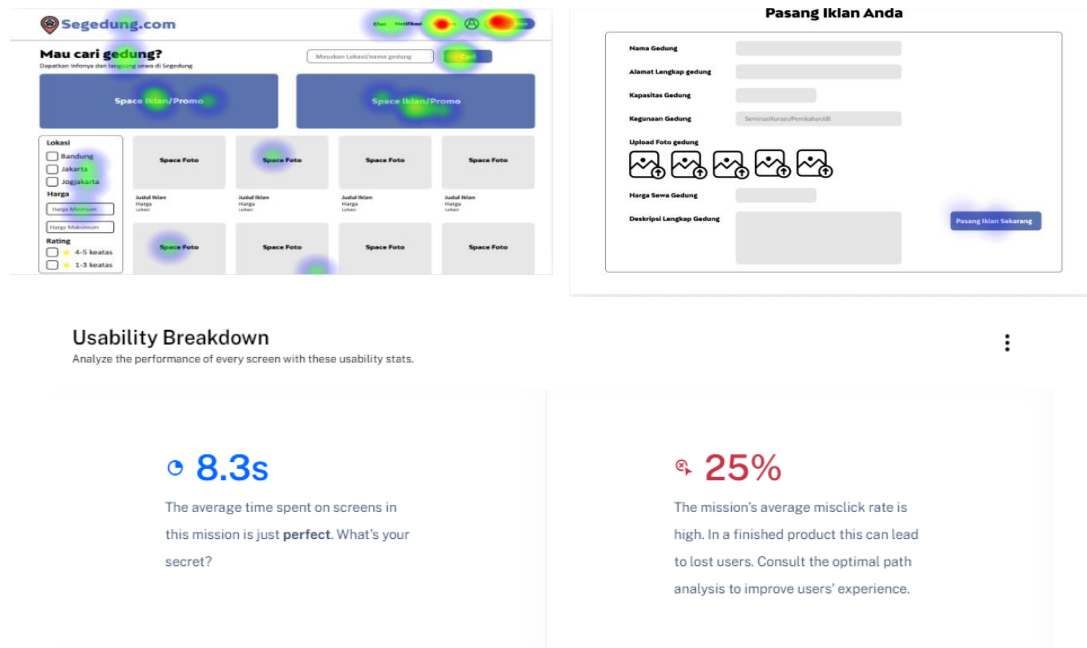 Segedung.com
Notifikasi
Mau cari gedung?
Dapatkan infonya dan langsung sewa di Segedung
Masukan Lokasi/nama gedung
Cari
Space Iklan/Promo
Space Iklan/Promo
Lokasi
Bandung
Jakarta
Jogjakarta
Harga
Harga Minimum
Harga Maksimum
Rating
4-5 keatas
1-3 keatas
Space Foto
Space Foto
Space Foto
Space Foto
Judul Iklan
Harga
Lokasi
Judul Iklan
Harga
Lokasi
Judul Iklan
Harga
Lokasi
Judul Iklan
Harga
Lokasi
Space Foto
Space Foto
Space Foto
Space Foto
Pasang Iklan Anda
Nama Gedung
Alamat Lengkap gedung
Kapasitas Gedung
Kegunaan Gedung
Seminar/Konser/Pernikahan/dll
Upload Foto gedung
Harga Sewa Gedung
Deskripsi Lengkap Gedung
Pasang Iklan Sekarang
Usability Breakdown
Analyze the performance of every screen with these usability stats.
8.3s
The average time spent on screens in
this mission is just perfect. What's your
secret?
25%
The mission's average misclick rate is
high. In a finished product this can lead
to lost users. Consult the optimal path
analysis to improve users' experience.